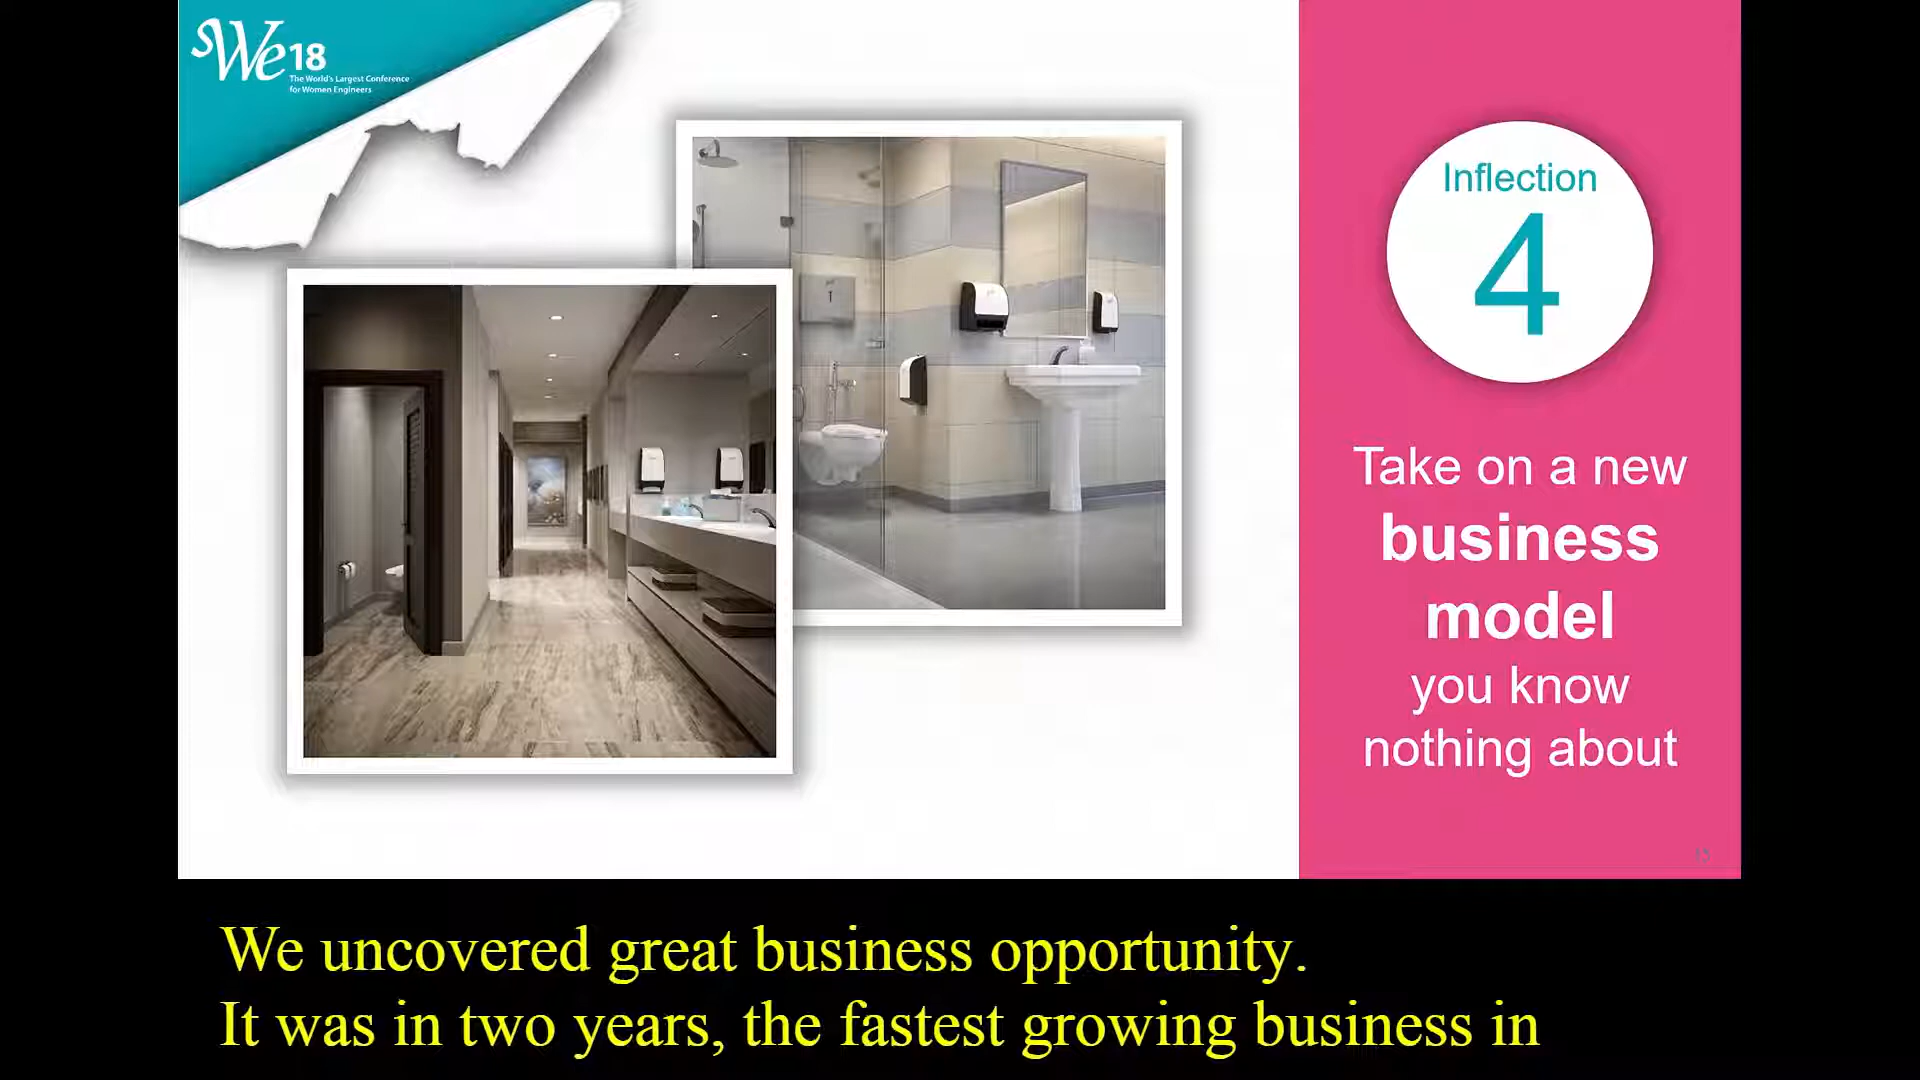 sWe18
The World's Largest Conference
for Women Engineers
Inflection
4
Take on a new
business
model
you know
nothing about
15
We uncovered great business opportunity.
It was in two years, the fastest growing business in